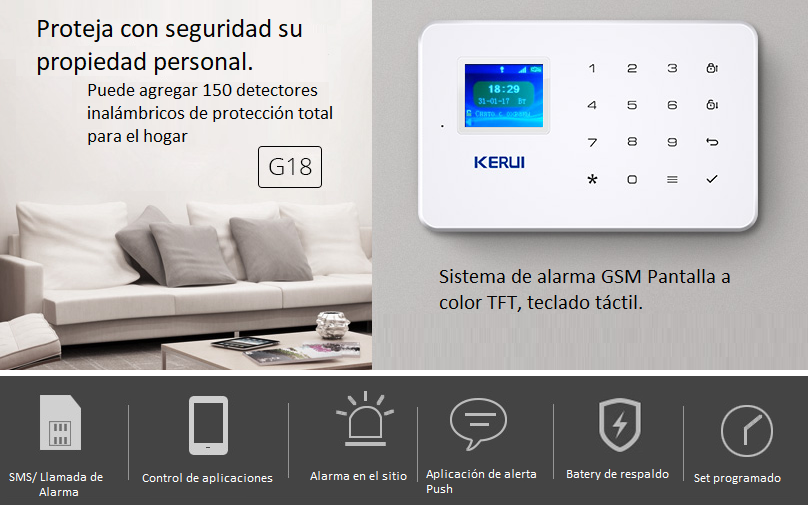 Proteja con seguridad su
propiedad personal.
Puede agregar 150 detectores
inalámbricos de protección total
para el hogar
G18
18:29
31-01-17 Вт
Снято с охраны
1 2 3
4 5 6
7 8 9
* 0
KERUI
Sistema de alarma GSM Pantalla a
color TFT, teclado táctil.
SMS/ Llamada de
Alarma
Control de aplicaciones
Alarma en el sitio
Aplicación de alerta
Push
Batery de respaldo
Set programado